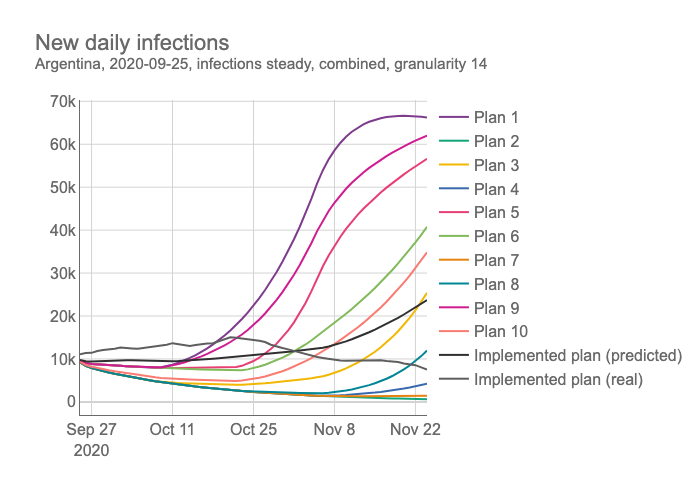 New daily infections
Argentina, 2020-09-25, infections steady, combined, granularity 14
70k
60k
50k
40k
30k
20k
10k
0
Sep 27
2020
Oct 11
Oct 25
Nov 8
Nov 22
Plan 1
Plan 2
Plan 3
Plan 4
Plan 5
Plan 6
Plan 7
Plan 8
Plan 9
Plan 10
Implemented plan (predicted)
Implemented plan (real)